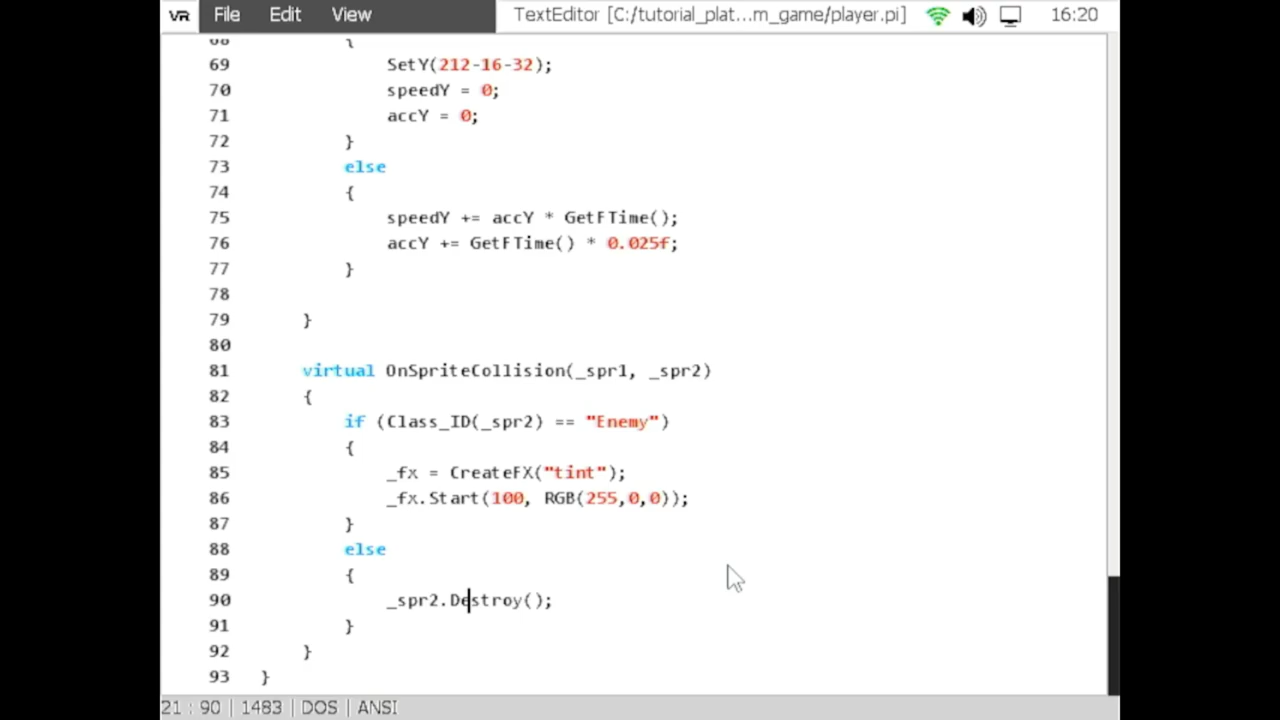 VR File Edit View TextEditor [C:/tutorial_plat...m_game/player.pi] 16:20
68 {
69 SetY(212-16-32);
70 speedY = 0;
71 accY = 0;
72 }
73 else
74 {
75 speedY += accY * GetFTime();
76 accY += GetFTime() * 0.025f;
77 }
78
79 }
80
81 virtual OnSpriteCollision(_spr1, _spr2)
82 {
83 if (Class_ID(_spr2) == "Enemy")
84 {
85 _fx = CreateFX("tint");
86 _fx.Start(100, RGB(255,0,0));
87 }
88 else
89 {
90 _spr2.Destroy();
91 }
92 }
93 }
21 : 90 | 1483 | DOS | ANSI